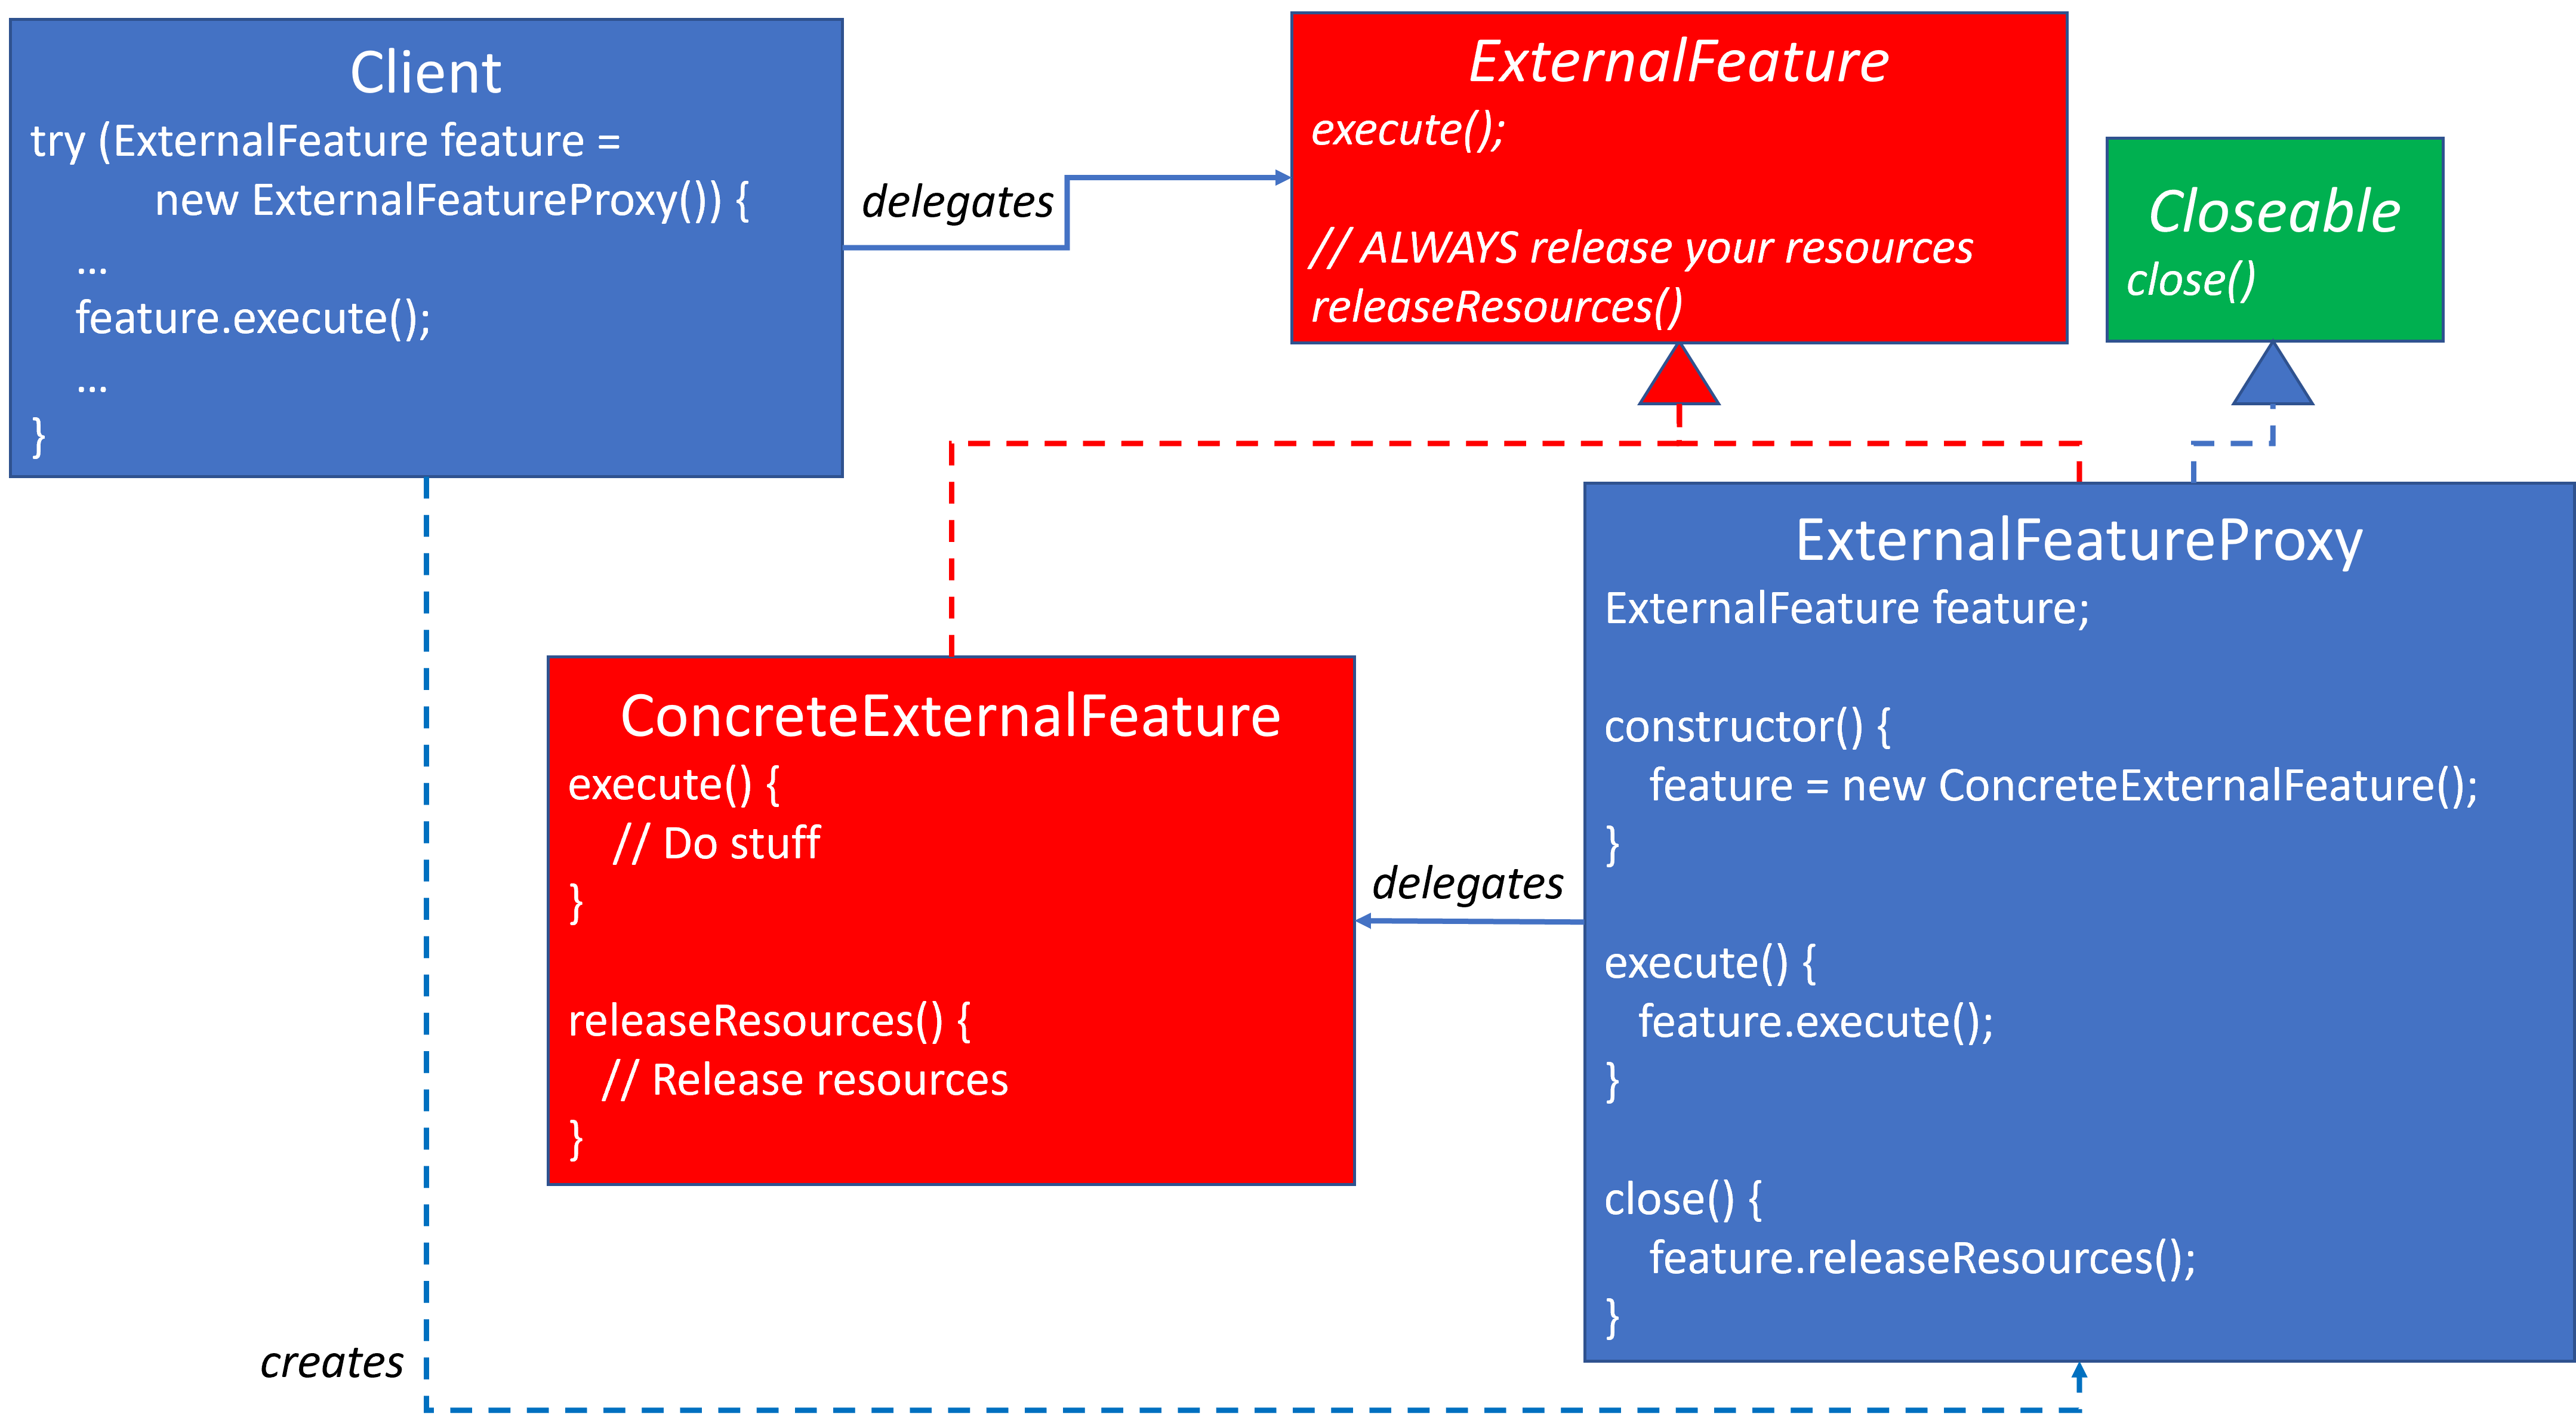 Client
try (ExternalFeature feature =
new ExternalFeatureProxy()) {
...
feature.execute();
...
}
delegates
ExternalFeature
execute();
// ALWAYS release your resources
releaseResources()
Closeable
close()
ConcreteExternalFeature
execute() {
// Do stuff
}
releaseResources() {
// Release resources
}
delegates
ExternalFeatureProxy
ExternalFeature feature;
constructor() {
feature = new ConcreteExternalFeature();
}
execute() {
feature.execute();
}
close() {
feature.releaseResources();
}
creates